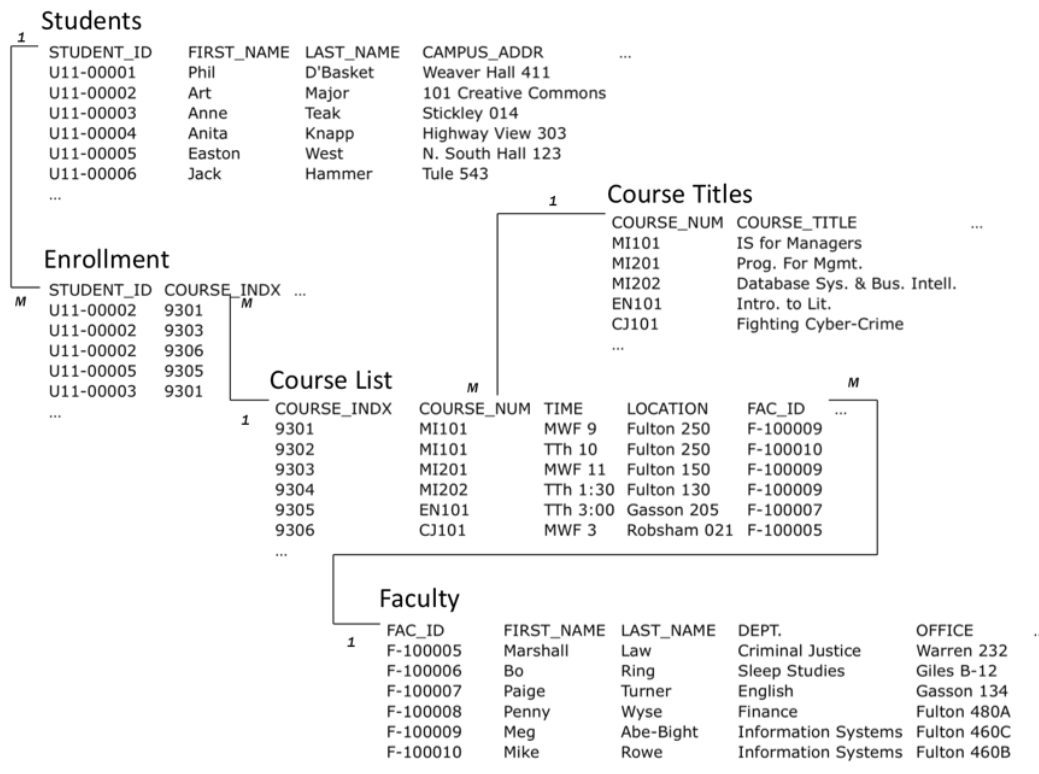 Students
1
STUDENT_ID FIRST_NAME LAST_NAME CAMPUS_ADDR ...
U11-00001 Phil D'Basket Weaver Hall 411
U11-00002 Art Major 101 Creative Commons
U11-00003 Anne Teak Stickley 014
U11-00004 Anita Knapp Highway View 303
U11-00005 Easton West N. South Hall 123
U11-00006 Jack Hammer Tule 543
...
1
Course Titles
COURSE_NUM COURSE_TITLE ...
MI101 IS for Managers
MI201 Prog. For Mgmt.
MI202 Database Sys. & Bus. Intell.
EN101 Intro. to Lit.
CJ101 Fighting Cyber-Crime
...
Enrollment
M
STUDENT_ID COURSE_INDX ...
M
U11-00002 9301
U11-00002 9303
U11-00002 9306
U11-00005 9305
U11-00003 9301
...
Course List
M
M
1
COURSE_INDX COURSE_NUM TIME LOCATION FAC_ID ...
9301 MI101 MWF 9 Fulton 250 F-100009
9302 MI101 TTh 10 Fulton 250 F-100010
9303 MI201 MWF 11 Fulton 150 F-100009
9304 MI202 TTh 1:30 Fulton 130 F-100009
9305 EN101 TTh 3:00 Gasson 205 F-100007
9306 CJ101 MWF 3 Robsham 021 F-100005
...
Faculty
1
FAC_ID FIRST_NAME LAST_NAME DEPT. OFFICE ..
F-100005 Marshall Law Criminal Justice Warren 232
F-100006 Bo Ring Sleep Studies Giles B-12
F-100007 Paige Turner English Gasson 134
F-100008 Penny Wyse Finance Fulton 480A
F-100009 Meg Abe-Bight Information Systems Fulton 460C
F-100010 Mike Rowe Information Systems Fulton 460B